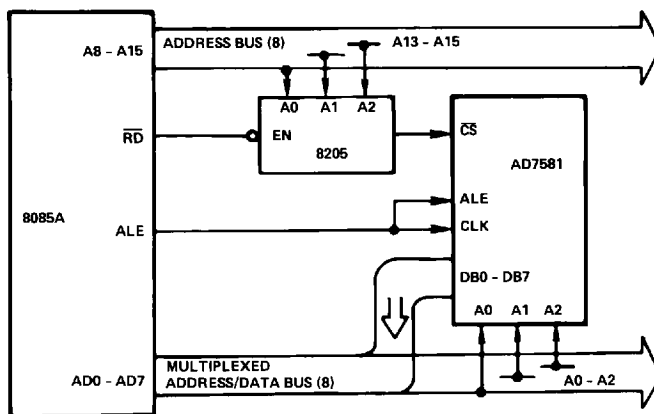 A8 – A15
ADDRESS BUS (8)
A13 – A15
A0 A1 A2
RD
EN
8205
CS
AD7581
8085A
ALE
ALE
CLK
DB0 – DB7
A0 A1 A2
MULTIPLEXED
ADDRESS/DATA BUS (8)
AD0 – AD7
A0 – A2